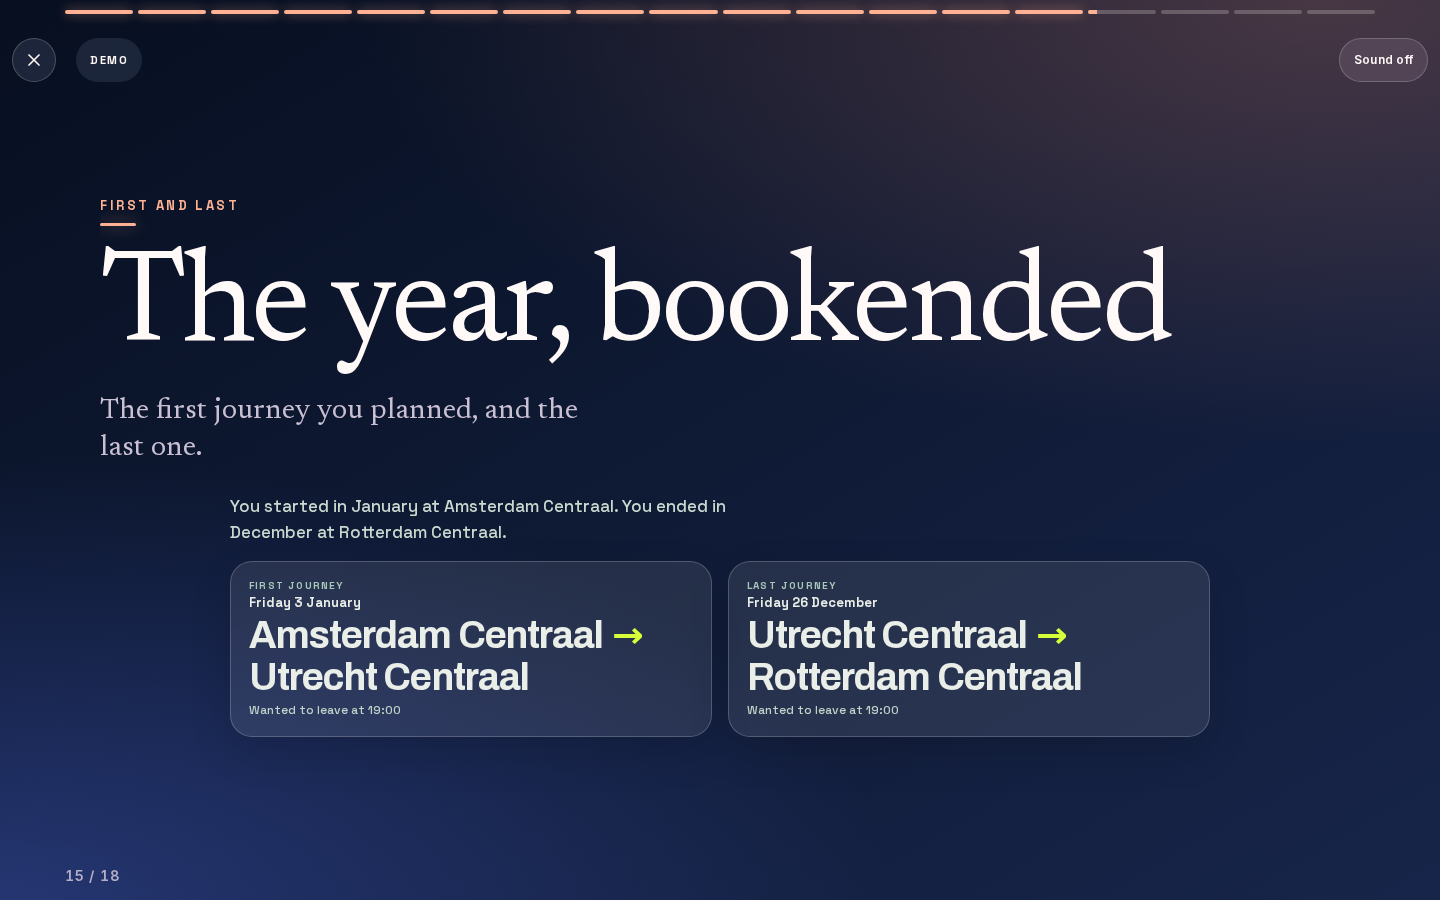 DEMO
Sound off
FIRST AND LAST
The year, bookended
The first journey you planned, and the
last one.
You started in January at Amsterdam Centraal. You ended in
December at Rotterdam Centraal.
FIRST JOURNEY
Friday 3 January
Amsterdam Centraal →
Utrecht Centraal
Wanted to leave at 19:00
LAST JOURNEY
Friday 26 December
Utrecht Centraal →
Rotterdam Centraal
Wanted to leave at 19:00
15 / 18